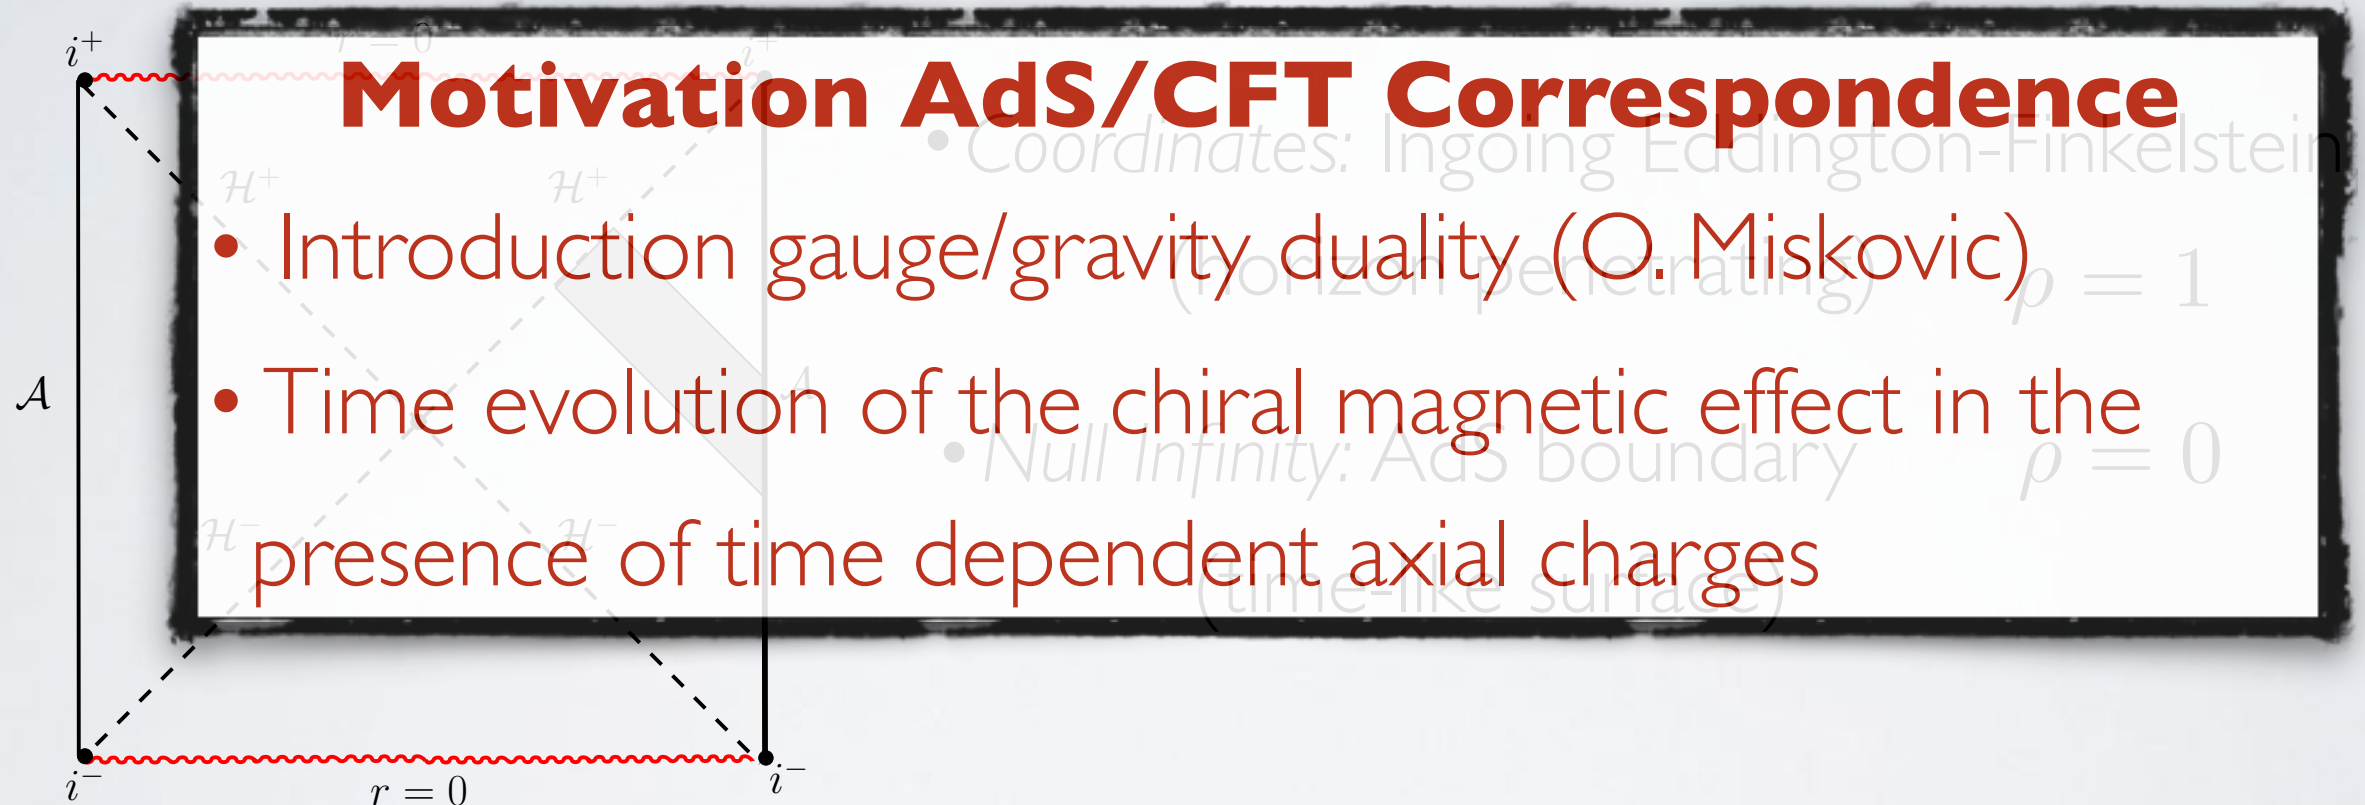 i⁺
r = 0
i⁺
Motivation AdS/CFT Correspondence
• Coordinates: Ingoing Eddington-Finkelstein
ℋ⁺
ℋ⁺
• Introduction gauge/gravity duality (O. Miskovic)
(horizon penetrating)
ρ = 1
𝒜
𝒜
• Time evolution of the chiral magnetic effect in the
• Null Infinity: AdS boundary
ρ = 0
ℋ⁻
ℋ⁻
presence of time dependent axial charges
(time-like surface)
i⁻
r = 0
i⁻